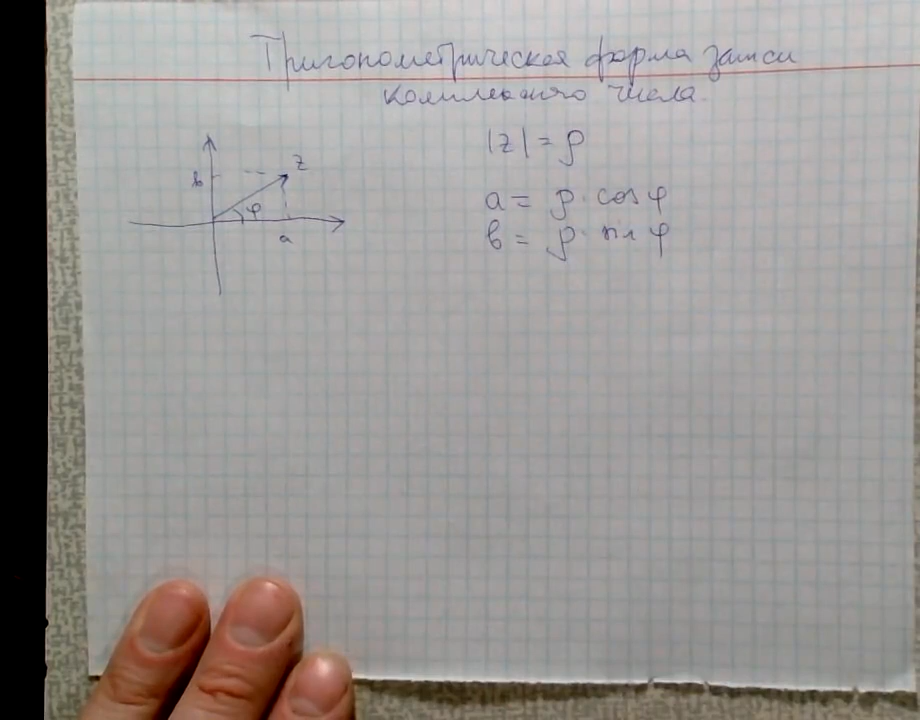 Тригонометрическая форма записи
комплексного числа.
b z
φ
a
|z| = ρ
a = ρ · cos φ
b = ρ · sin φ